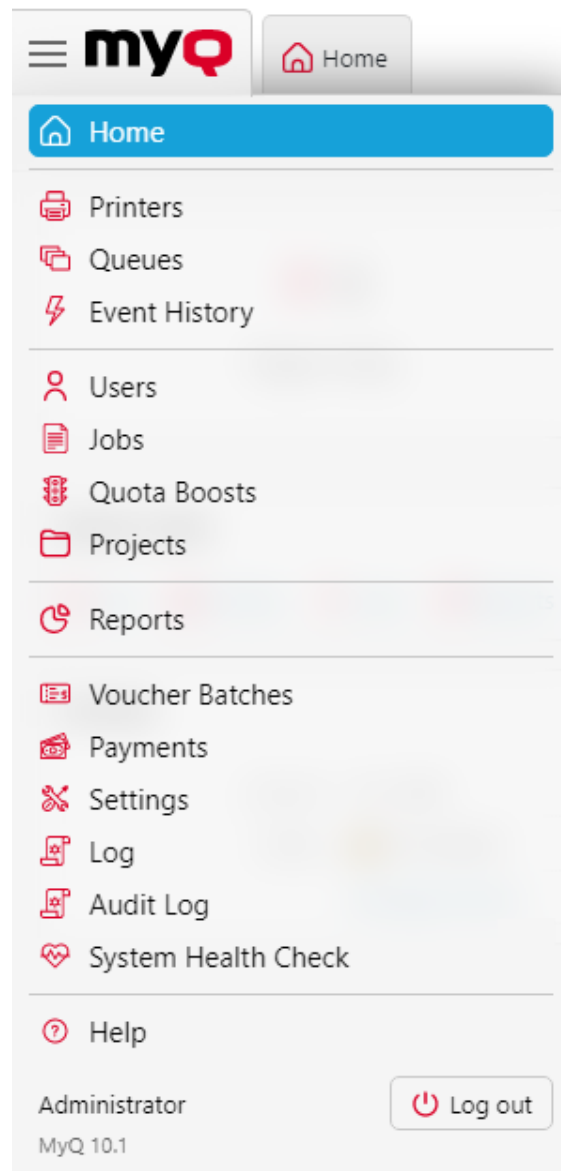 myQ
Home
Home
Printers
Queues
Event History
Users
Jobs
Quota Boosts
Projects
Reports
Voucher Batches
Payments
Settings
Log
Audit Log
System Health Check
Help
Administrator
Log out
MyQ 10.1